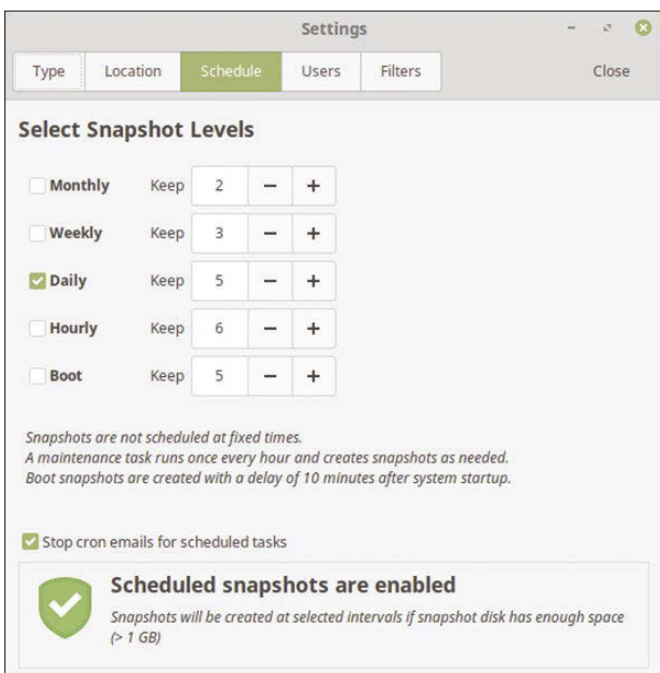 Settings
Type Location Schedule Users Filters Close
Select Snapshot Levels
Monthly Keep 2 − +
Weekly Keep 3 − +
Daily Keep 5 − +
Hourly Keep 6 − +
Boot Keep 5 − +
Snapshots are not scheduled at fixed times.
A maintenance task runs once every hour and creates snapshots as needed.
Boot snapshots are created with a delay of 10 minutes after system startup.
Stop cron emails for scheduled tasks
Scheduled snapshots are enabled
Snapshots will be created at selected intervals if snapshot disk has enough space
(> 1 GB)